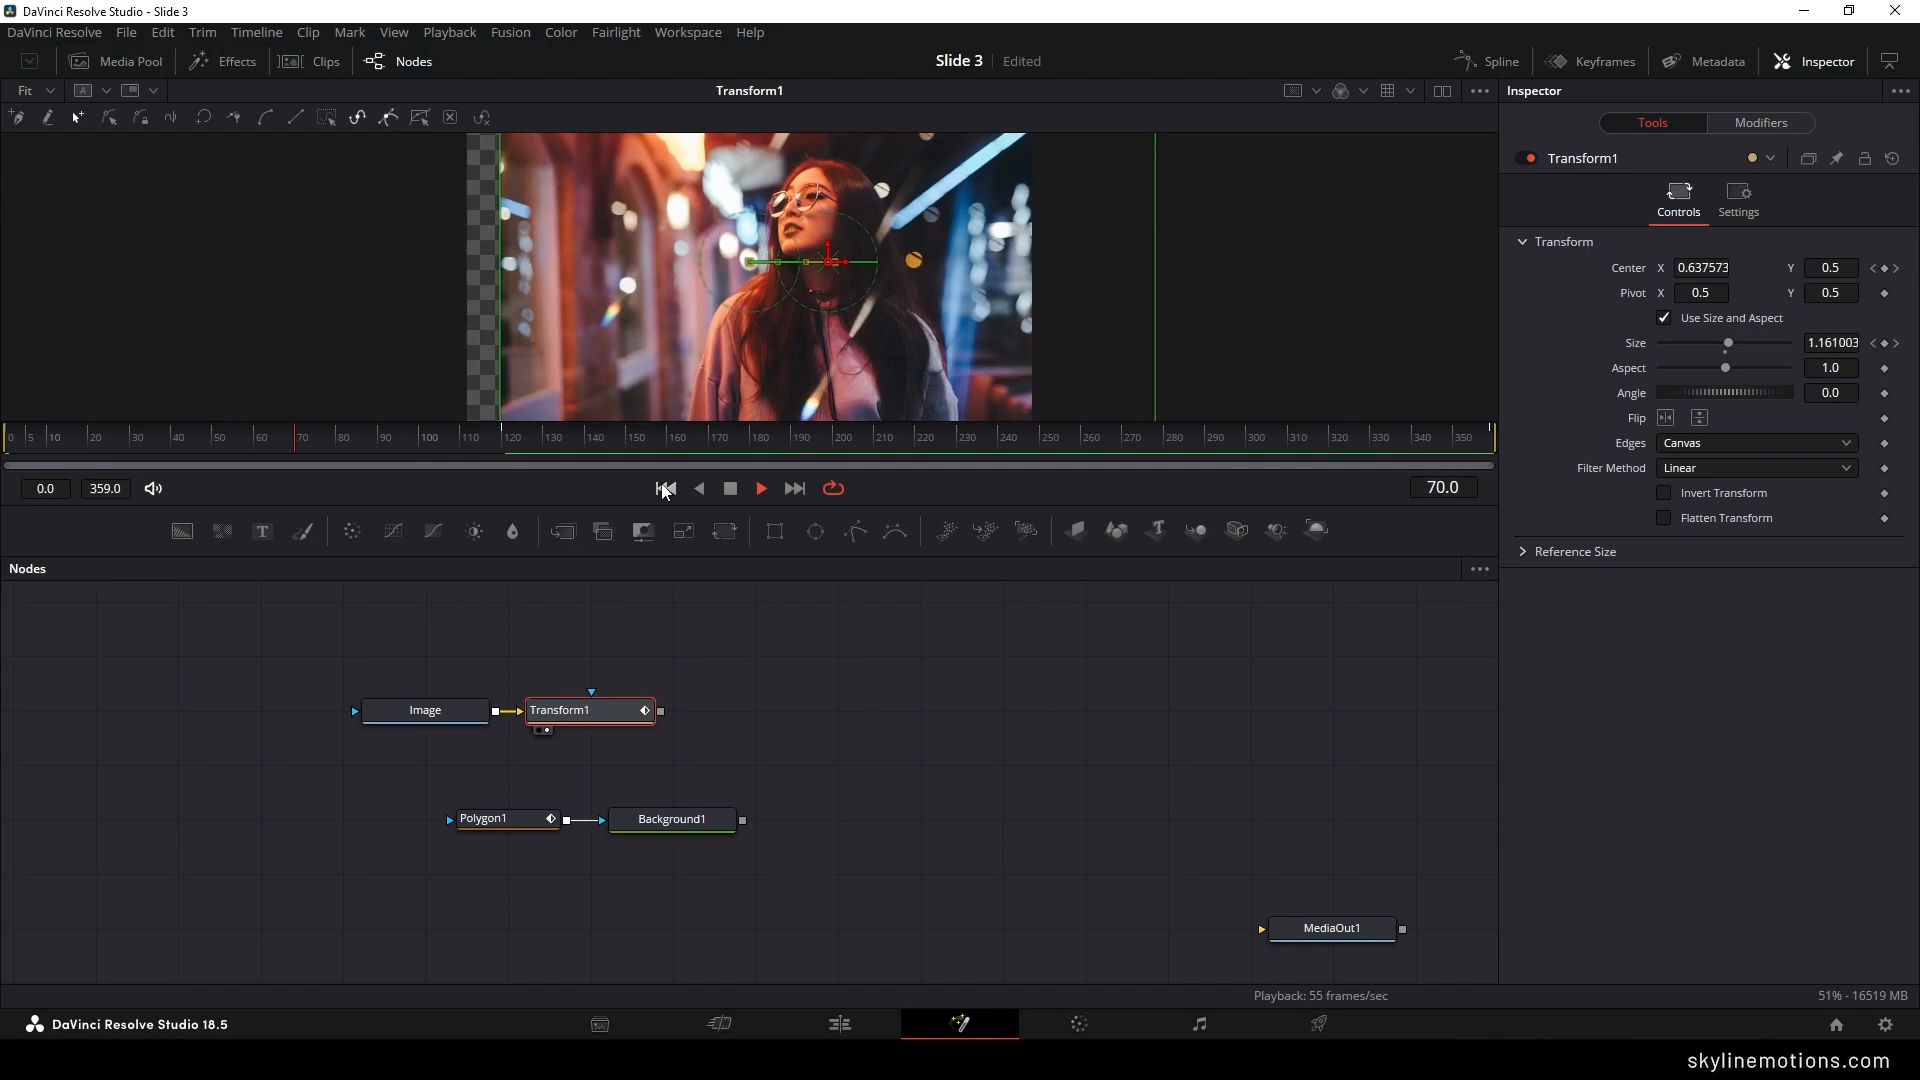 DaVinci Resolve Studio - Slide 3
DaVinci Resolve File Edit Trim Timeline Clip Mark View Playback Fusion Color Fairlight Workspace Help
Media Pool Effects Clips Nodes Slide 3 Edited Spline Keyframes Metadata Inspector
Fit A Transform1 Inspector
Tools Modifiers
Transform1
Controls Settings
Transform
Center X 0.637573 Y 0.5
Pivot X 0.5 Y 0.5
Use Size and Aspect
Size 1.161003
Aspect 1.0
Angle 0.0
Flip
Edges Canvas
Filter Method Linear
Invert Transform
Flatten Transform
Reference Size
0 5 10 20 30 40 50 60 70 80 90 100 110 120 130 140 150 160 170 180 190 200 210 220 230 240 250 260 270 280 290 300 310 320 330 340 350
0.0 359.0 70.0
T T
Nodes
Image Transform1
Polygon1 Background1
MediaOut1
Playback: 55 frames/sec 51% - 16519 MB
DaVinci Resolve Studio 18.5
skylinemotions.com